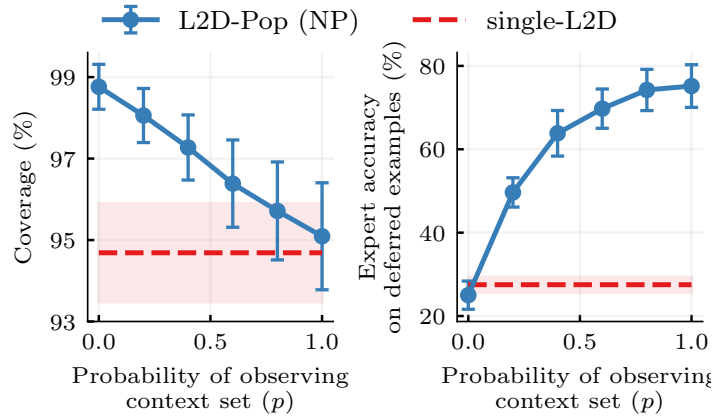 L2D-Pop (NP)
single-L2D
Coverage (%)
99
97
95
93
0.0
0.5
1.0
Probability of observing
context set (p)
Expert accuracy
on deferred examples (%)
80
60
40
20
0.0
0.5
1.0
Probability of observing
context set (p)